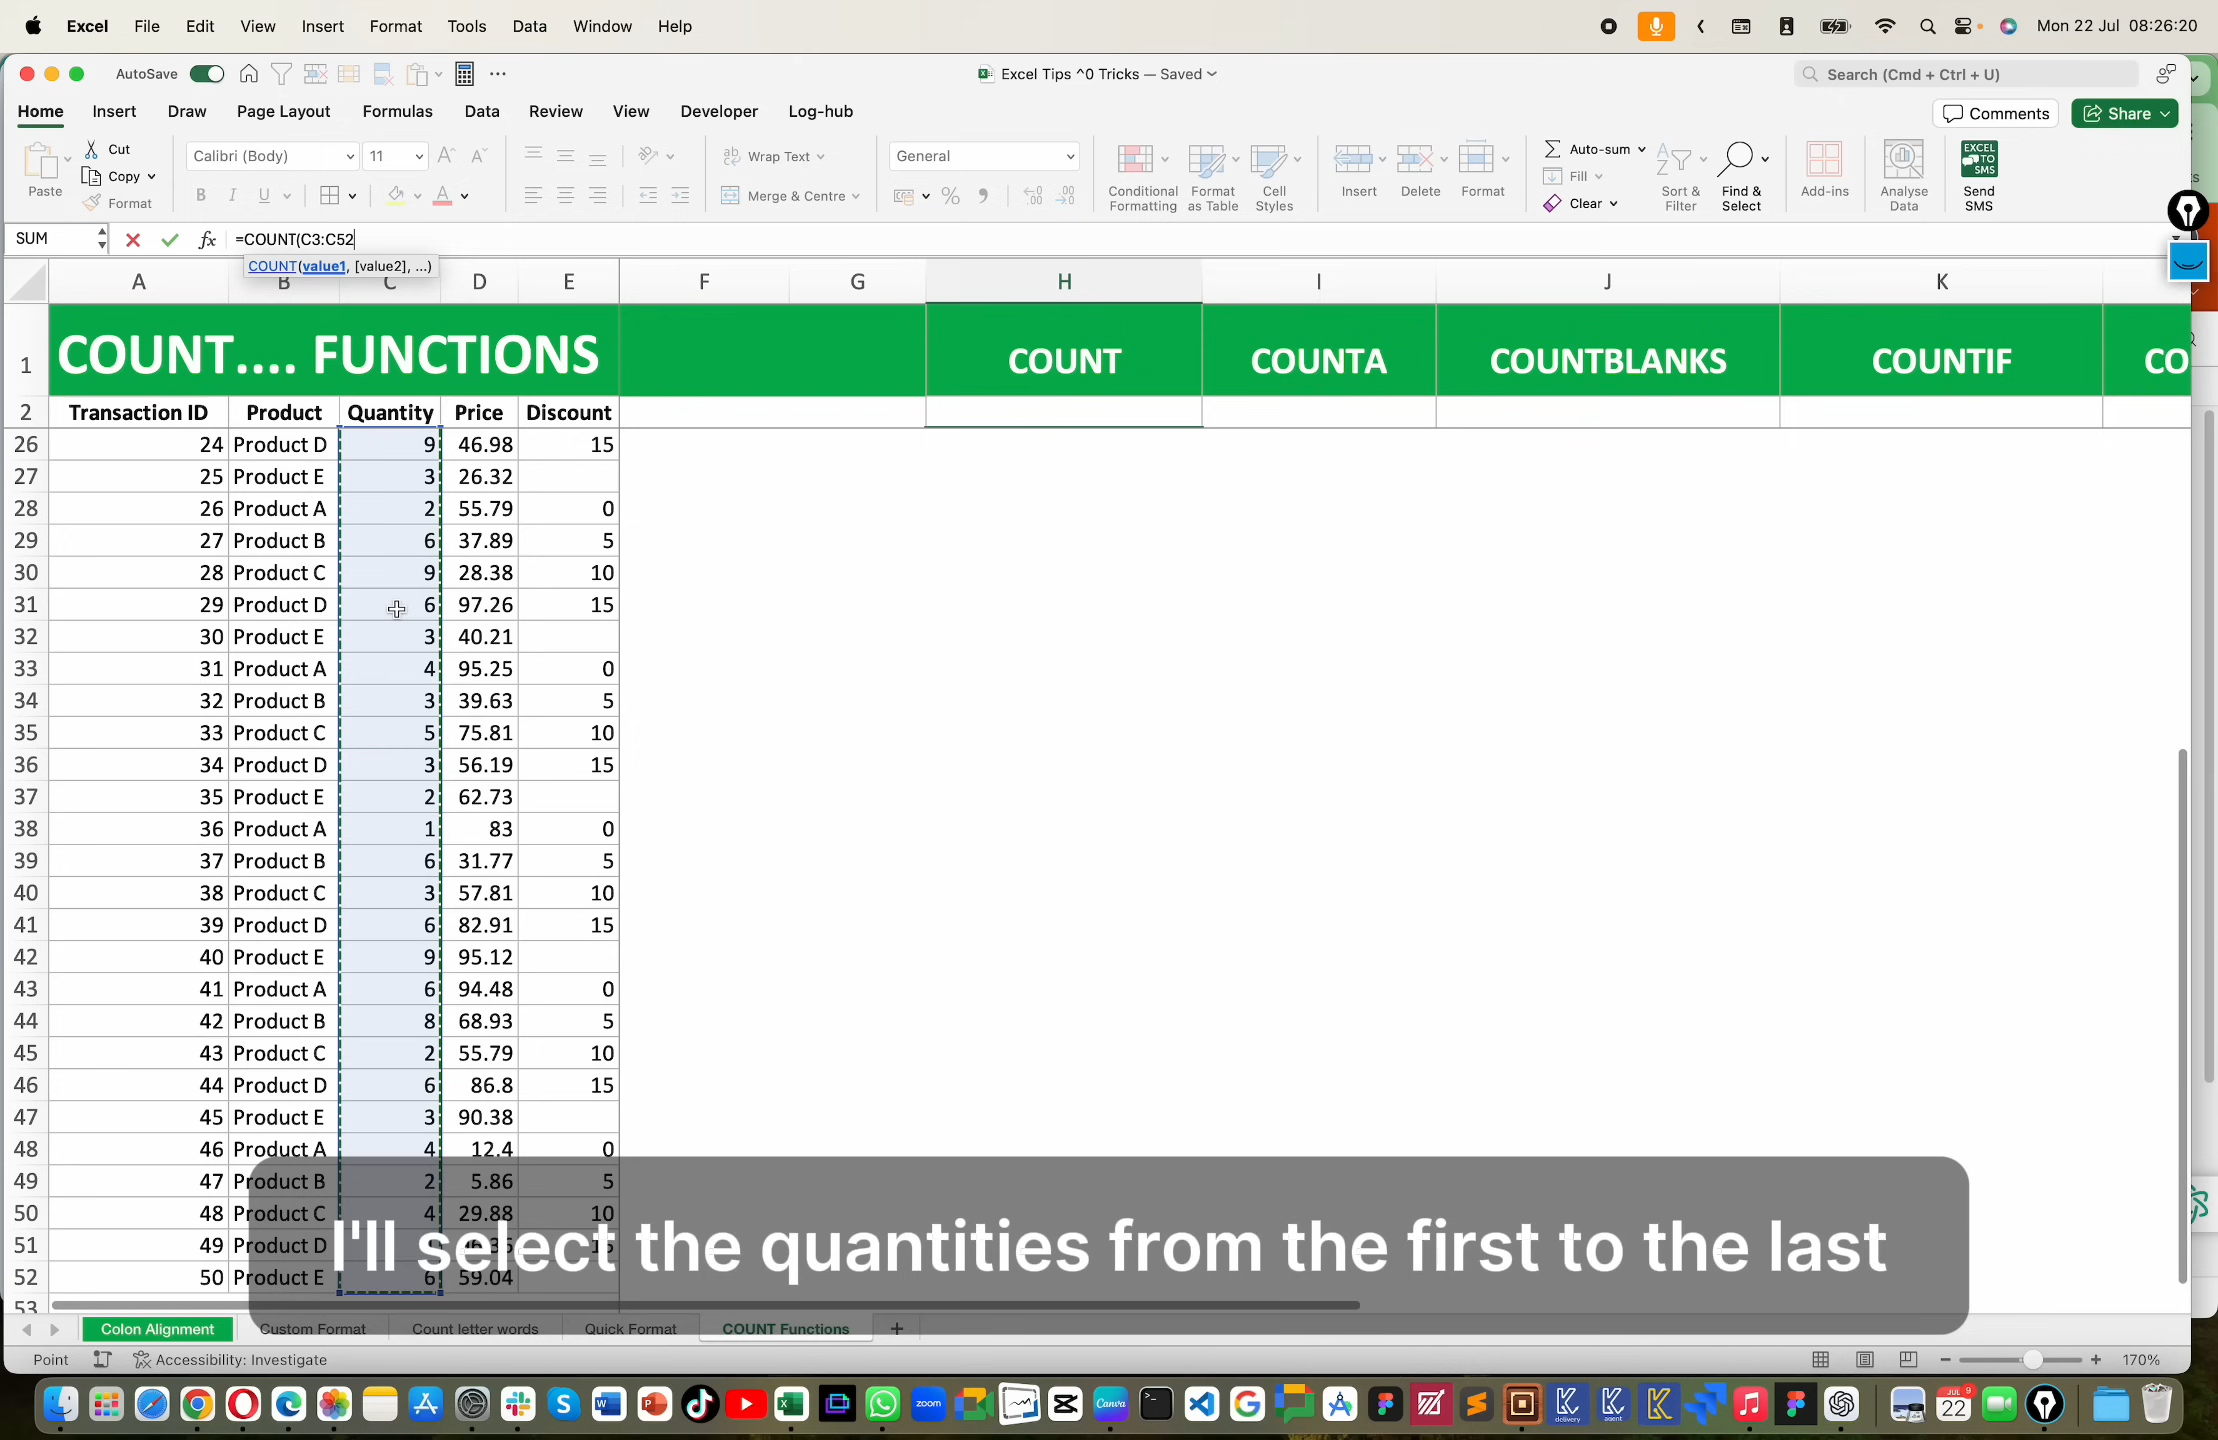 Excel File Edit View Insert Format Tools Data Window Help Mon 22 Jul 08:26:20
AutoSave Excel Tips ^0 Tricks — Saved Search (Cmd + Ctrl + U)
Home Insert Draw Page Layout Formulas Data Review View Developer Log-hub Comments Share
Paste Cut Copy Format Calibri (Body) 11 B I U Wrap Text Merge & Centre General Conditional Formatting Format as Table Cell Styles Insert Delete Format Auto-sum Fill Clear Sort & Filter Find & Select Add-ins Analyse Data EXCEL TO SMS Send SMS
SUM fx =COUNT(C3:C52
COUNT(value1, [value2], ...)
A B C D E F G H I J K
1 COUNT.... FUNCTIONS COUNT COUNTA COUNTBLANKS COUNTIF CO
2 Transaction ID Product Quantity Price Discount
26 24 Product D 9 46.98 15
27 25 Product E 3 26.32
28 26 Product A 2 55.79 0
29 27 Product B 6 37.89 5
30 28 Product C 9 28.38 10
31 29 Product D 6 97.26 15
32 30 Product E 3 40.21
33 31 Product A 4 95.25 0
34 32 Product B 3 39.63 5
35 33 Product C 5 75.81 10
36 34 Product D 3 56.19 15
37 35 Product E 2 62.73
38 36 Product A 1 83 0
39 37 Product B 6 31.77 5
40 38 Product C 3 57.81 10
41 39 Product D 6 82.91 15
42 40 Product E 9 95.12
43 41 Product A 6 94.48 0
44 42 Product B 8 68.93 5
45 43 Product C 2 55.79 10
46 44 Product D 6 86.8 15
47 45 Product E 3 90.38
48 46 Product A 4 12.4 0
49 47 Product B 2 5.86 5
50 48 Product C 4 29.88 10
51 49 Product D
52 50 Product E 6 59.04
53
I'll select the quantities from the first to the last
Colon Alignment Custom Format Count letter words Quick Format COUNT Functions +
Point Accessibility: Investigate 170%
zoom Canva delivery agent JUL 9 22